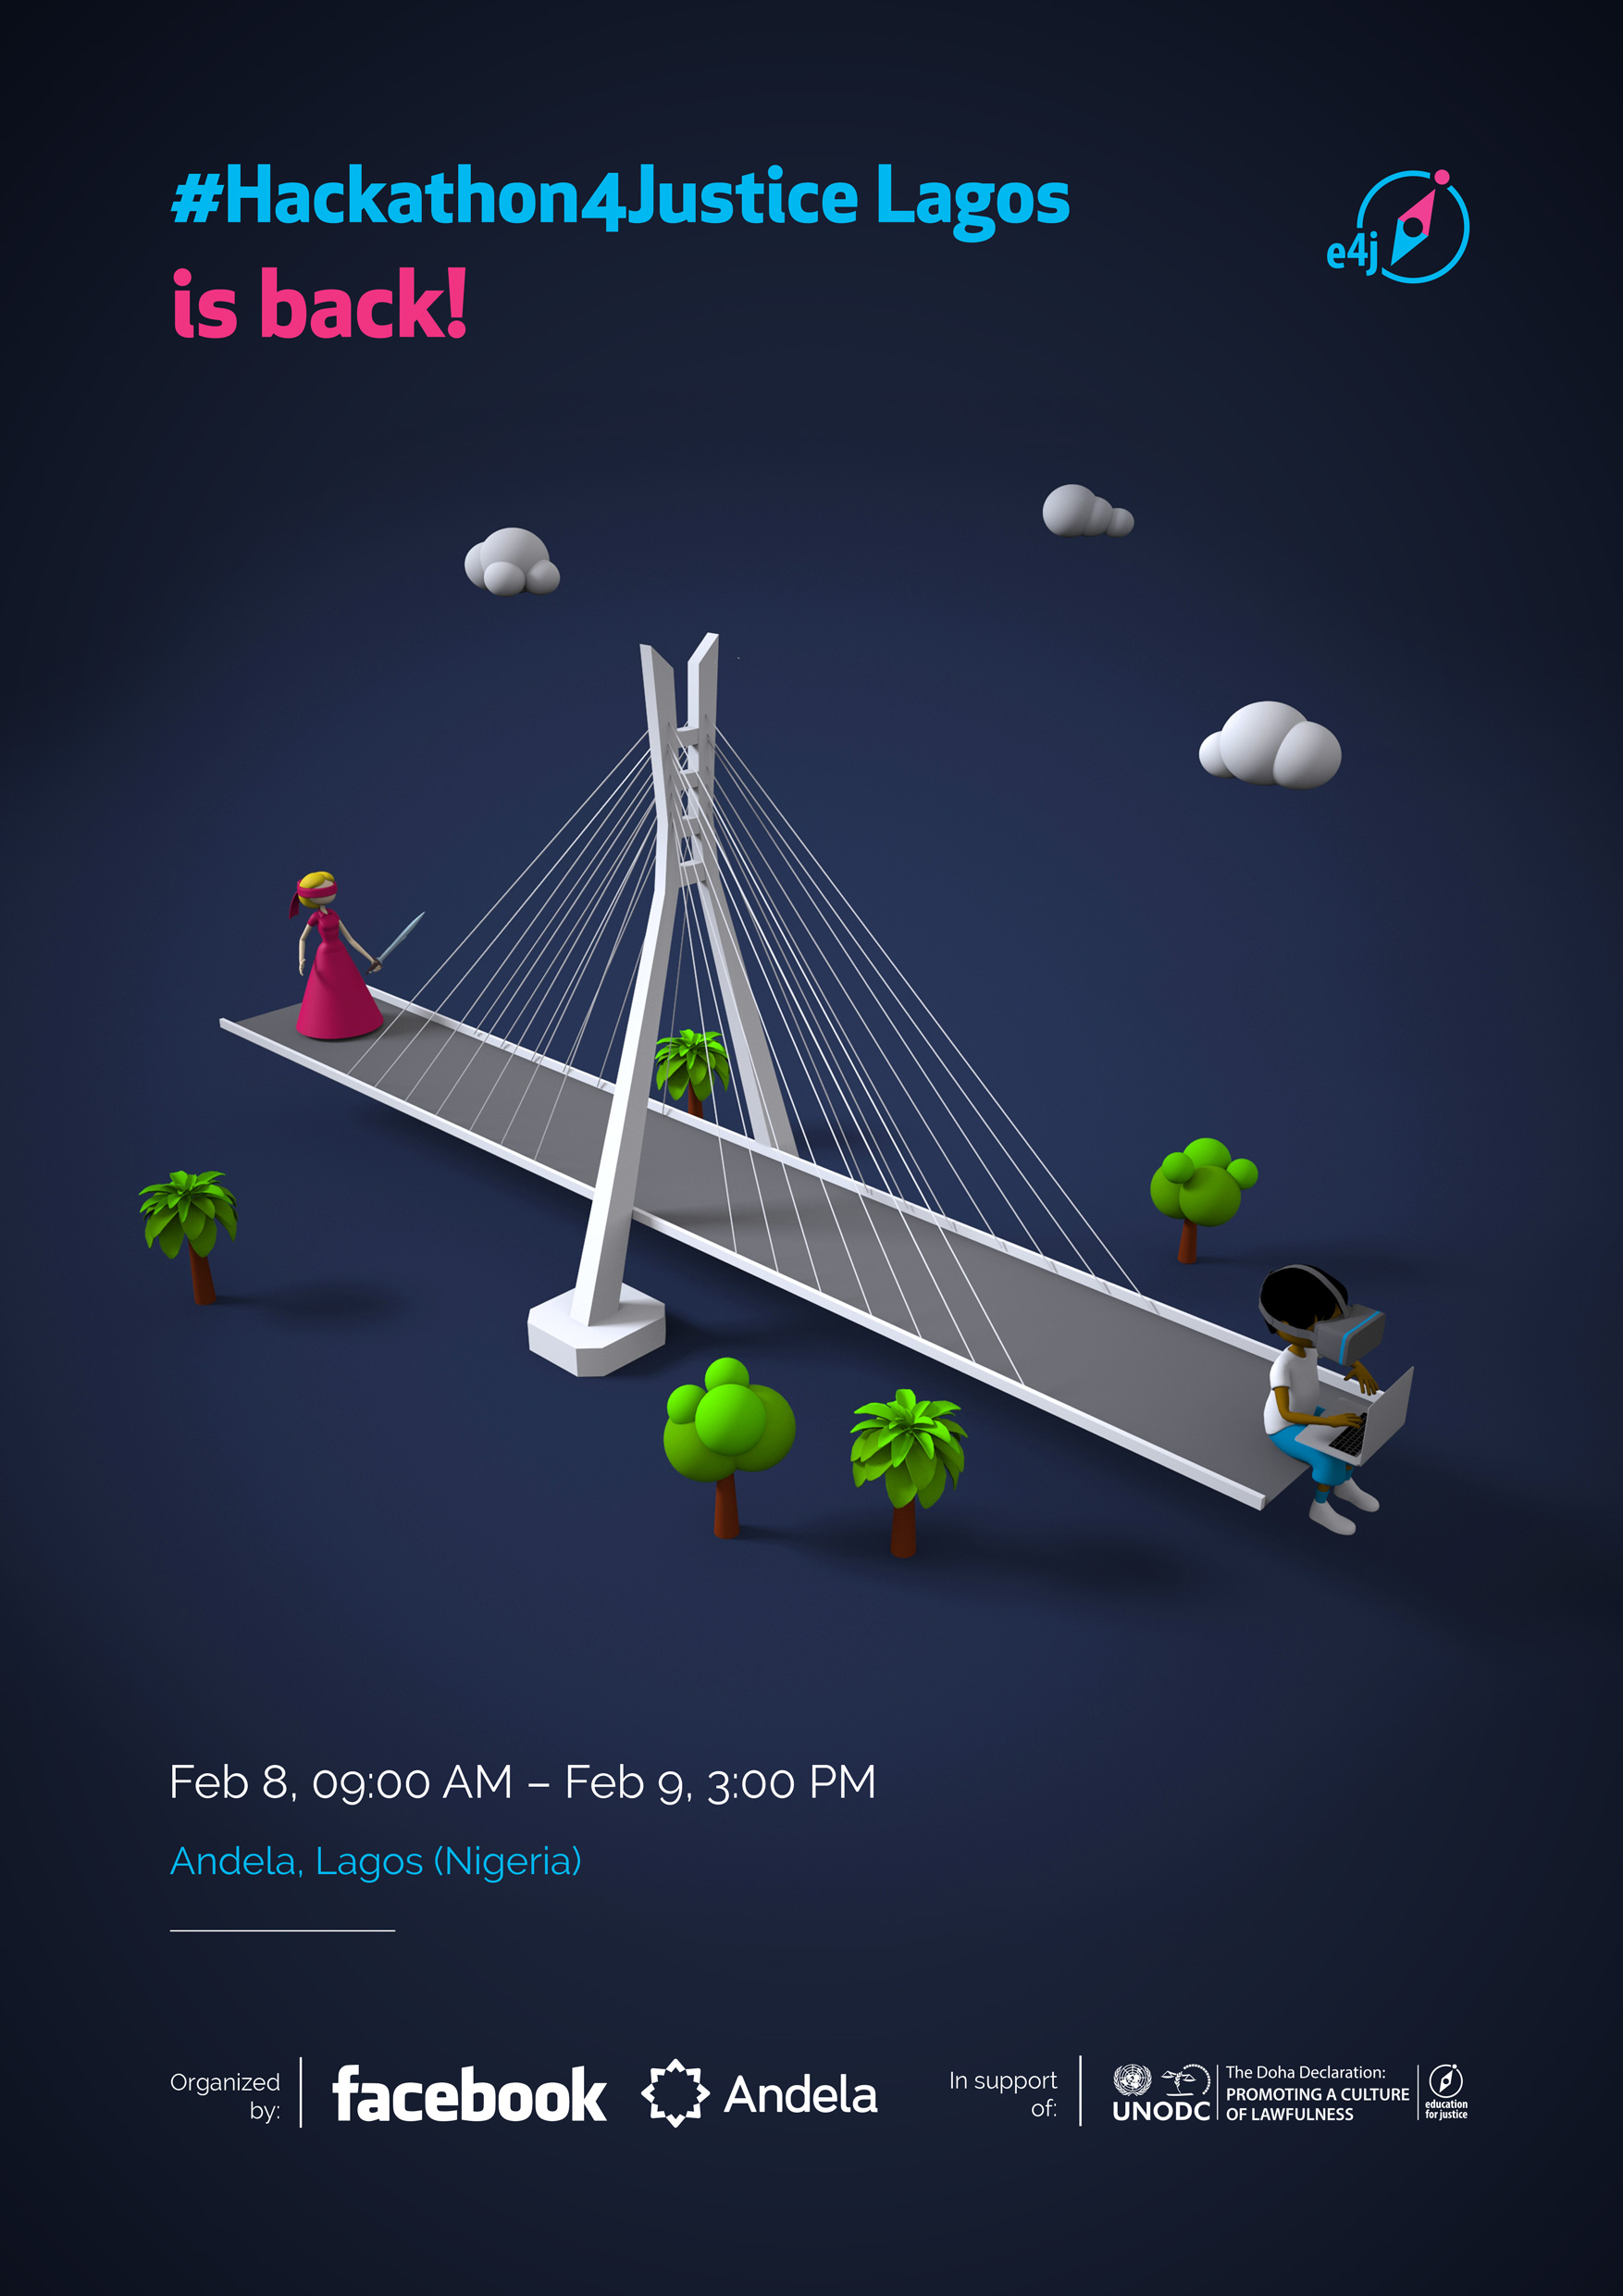 #Hackathon4Justice Lagos
is back!
e4j
Feb 8, 09:00 AM – Feb 9, 3:00 PM
Andela, Lagos (Nigeria)
Organized
by:
facebook
Andela
In support
of:
UNODC
The Doha Declaration:
PROMOTING A CULTURE
OF LAWFULNESS
education
for justice